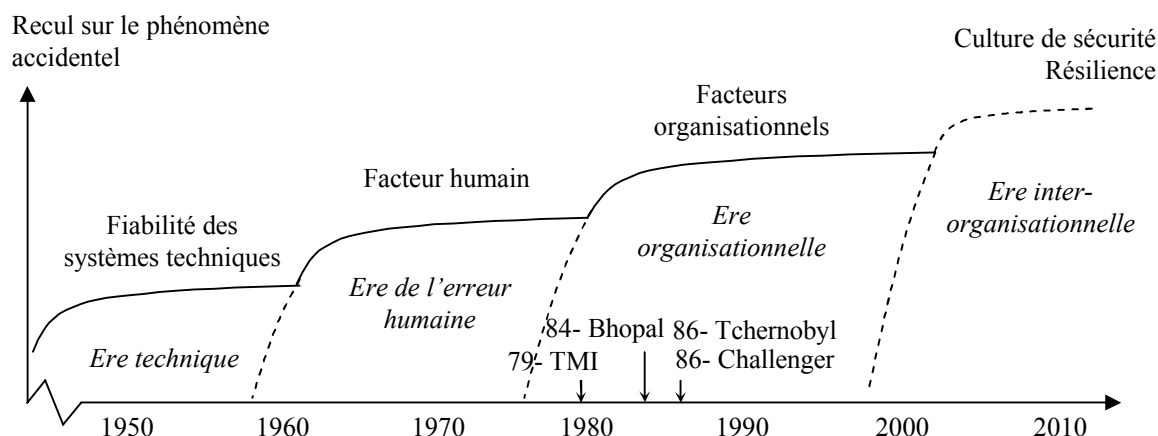 Recul sur le phénomène
accidentel
Culture de sécurité
Résilience
Facteurs
organisationnels
Facteur humain
Fiabilité des
systèmes techniques
Ere inter-
organisationnelle
Ere
organisationnelle
Ere de l’erreur
humaine
Ere technique
84- Bhopal
86- Tchernobyl
79- TMI
86- Challenger
1950 1960 1970 1980 1990 2000 2010